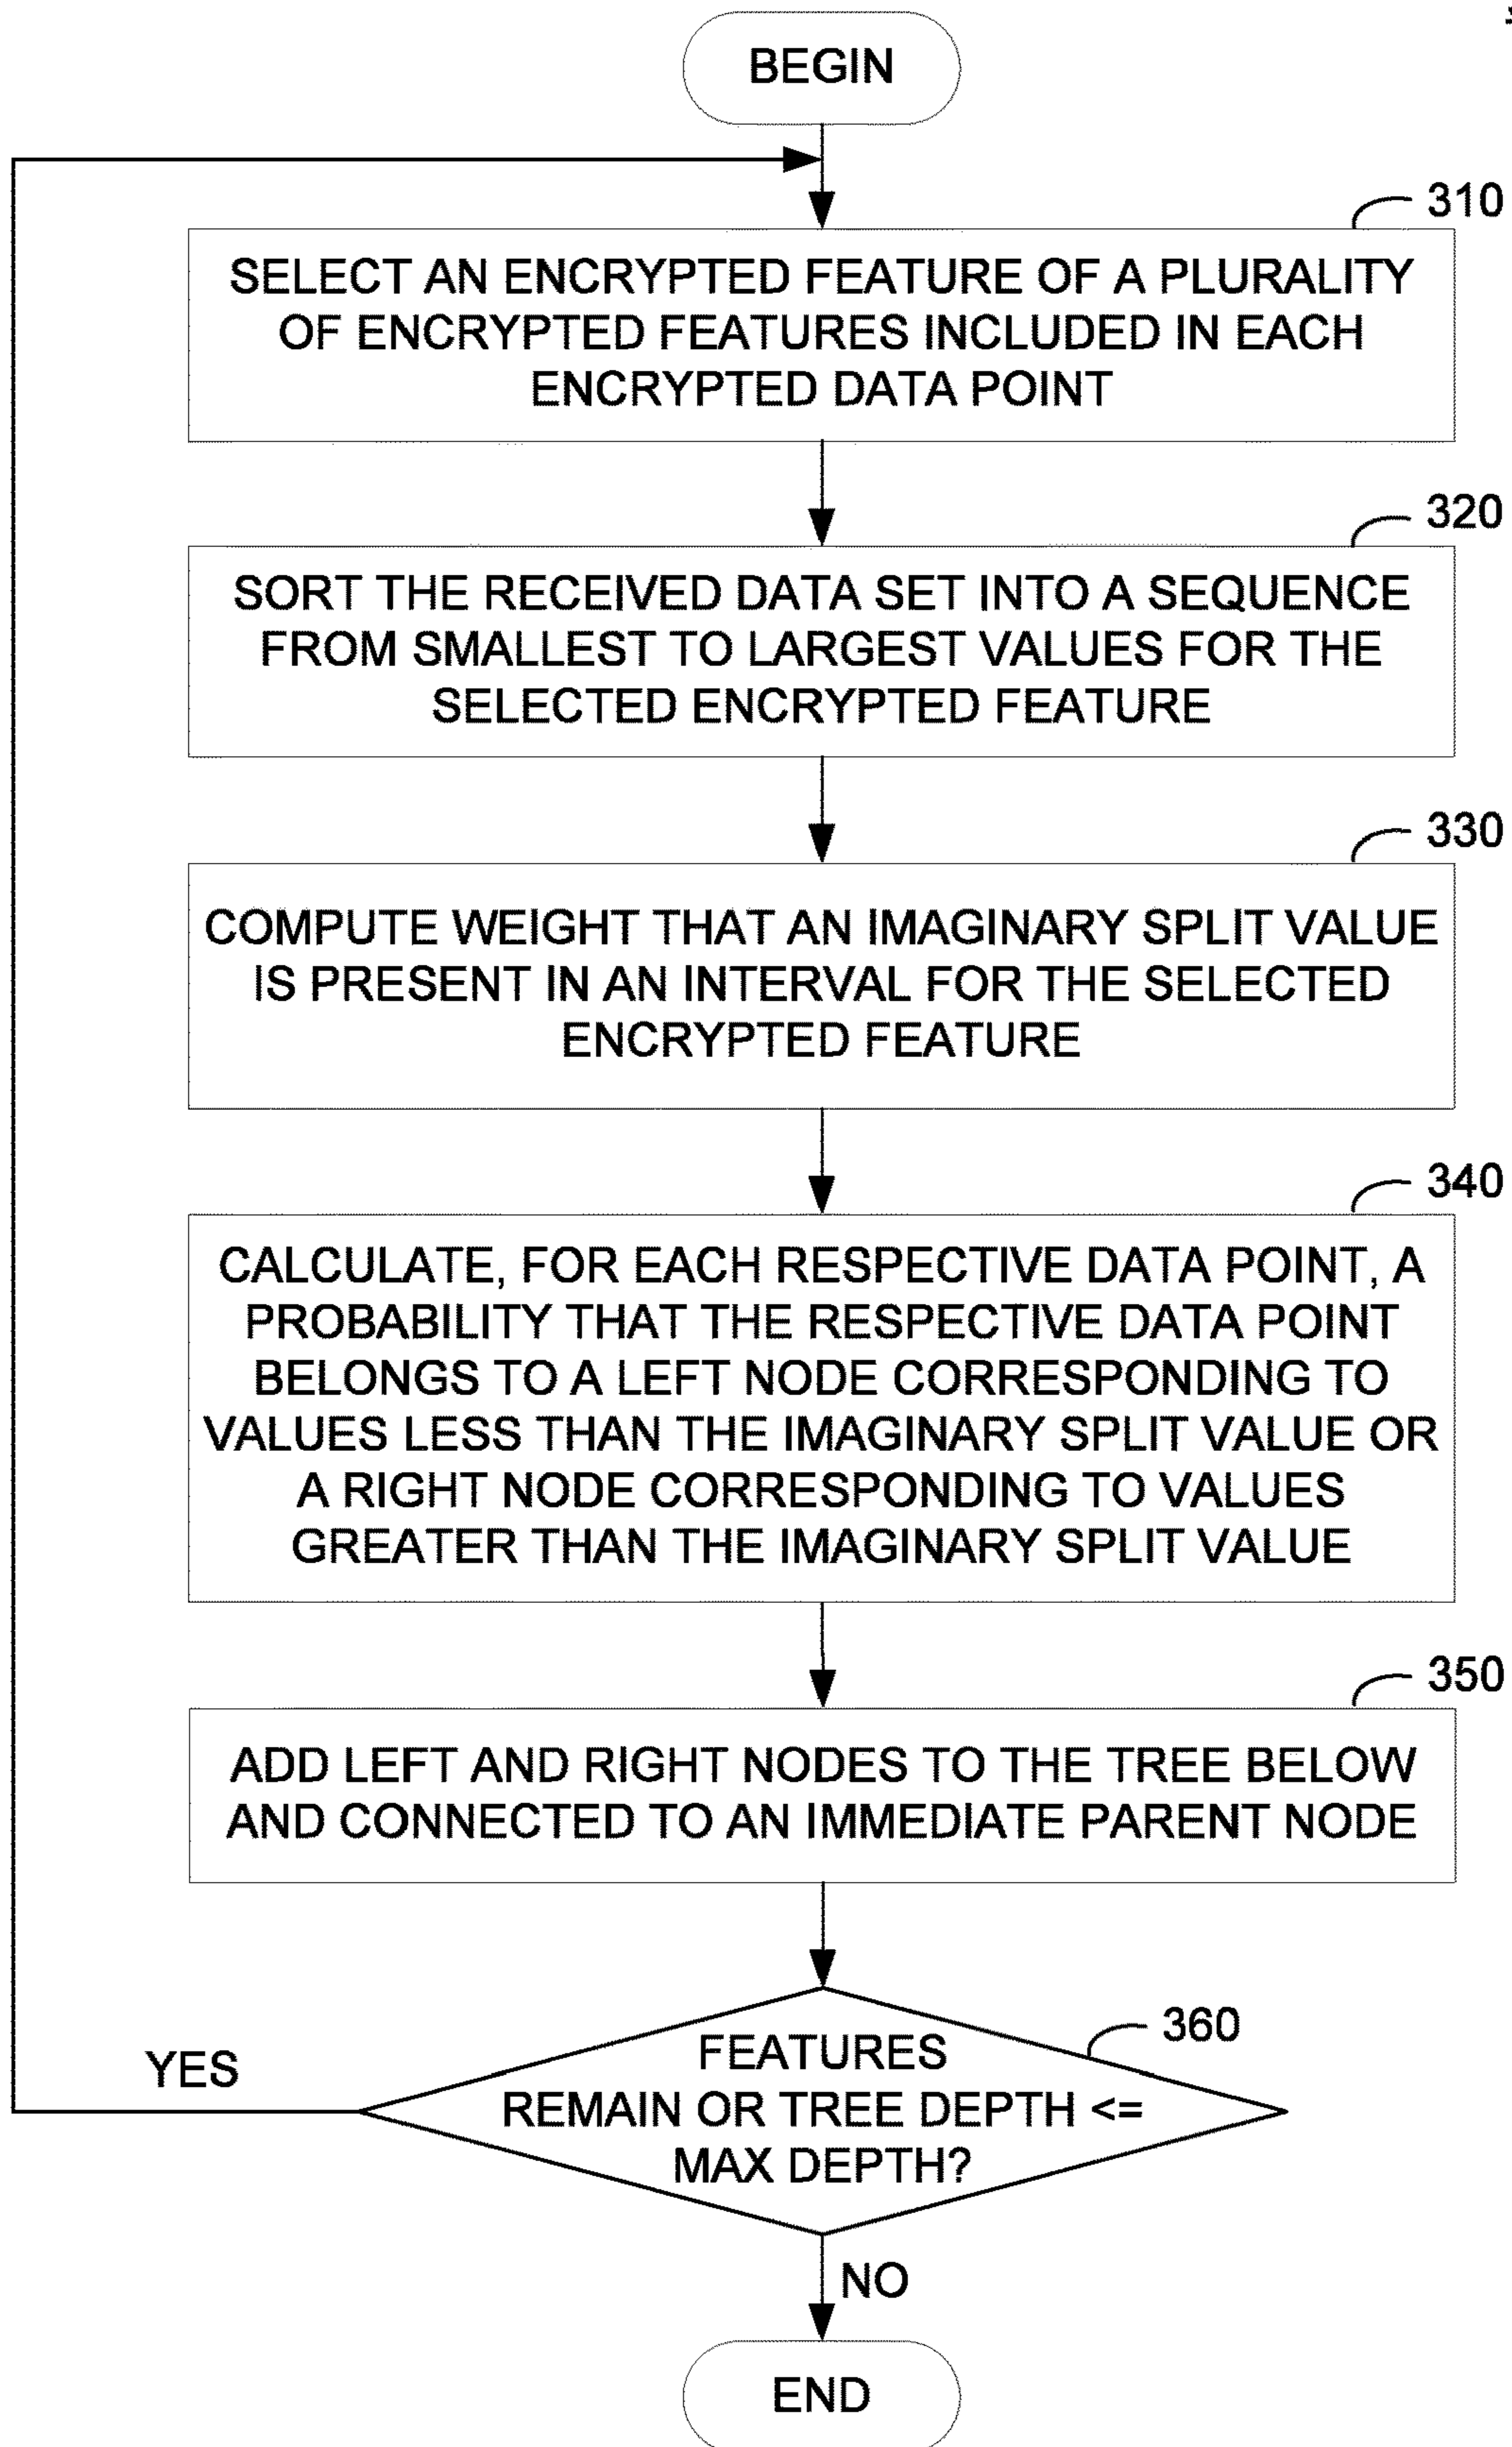 BEGIN
310
SELECT AN ENCRYPTED FEATURE OF A PLURALITY
OF ENCRYPTED FEATURES INCLUDED IN EACH
ENCRYPTED DATA POINT
320
SORT THE RECEIVED DATA SET INTO A SEQUENCE
FROM SMALLEST TO LARGEST VALUES FOR THE
SELECTED ENCRYPTED FEATURE
330
COMPUTE WEIGHT THAT AN IMAGINARY SPLIT VALUE
IS PRESENT IN AN INTERVAL FOR THE SELECTED
ENCRYPTED FEATURE
340
CALCULATE, FOR EACH RESPECTIVE DATA POINT, A
PROBABILITY THAT THE RESPECTIVE DATA POINT
BELONGS TO A LEFT NODE CORRESPONDING TO
VALUES LESS THAN THE IMAGINARY SPLIT VALUE OR
A RIGHT NODE CORRESPONDING TO VALUES
GREATER THAN THE IMAGINARY SPLIT VALUE
350
ADD LEFT AND RIGHT NODES TO THE TREE BELOW
AND CONNECTED TO AN IMMEDIATE PARENT NODE
360
FEATURES
REMAIN OR TREE DEPTH <=
MAX DEPTH?
YES
NO
END